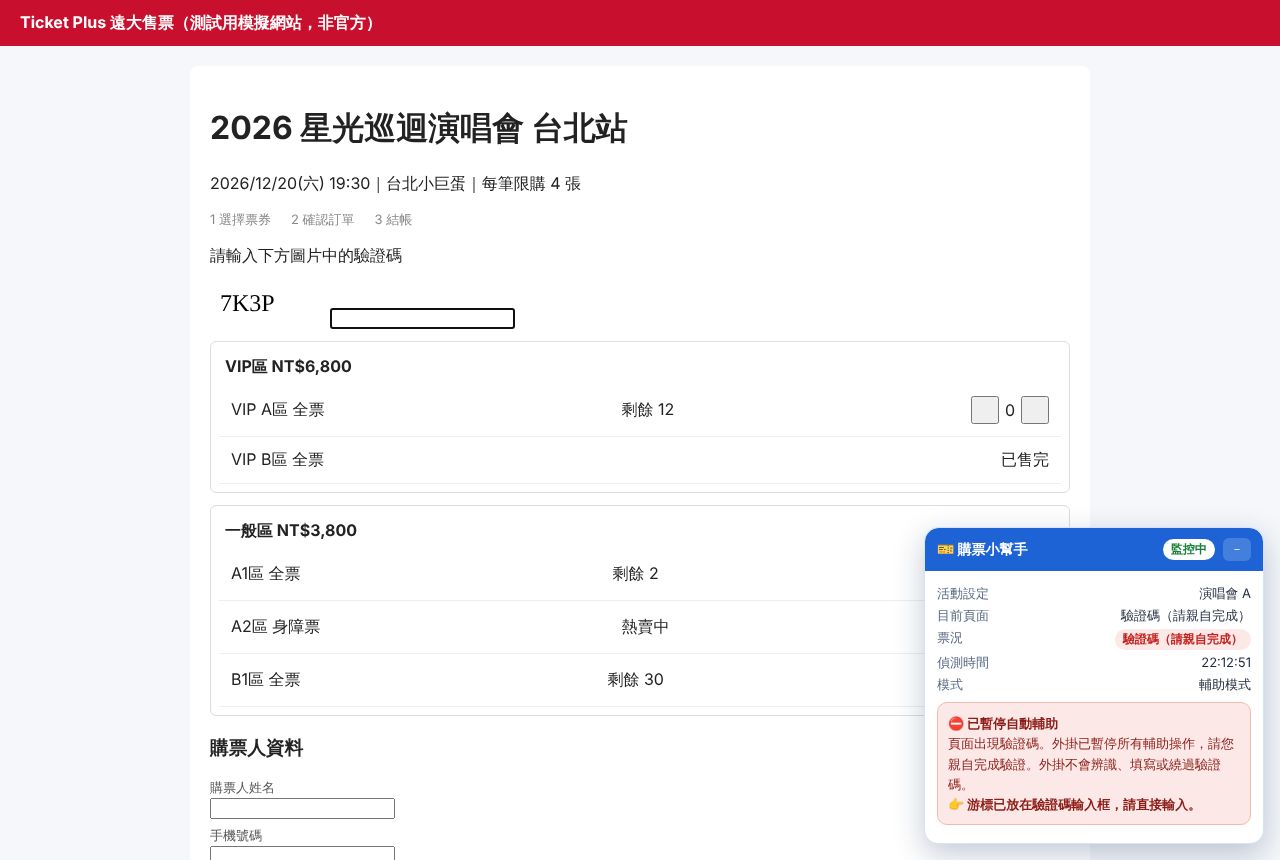 Ticket Plus 遠大售票（測試用模擬網站，非官方）
2026 星光巡迴演唱會 台北站
2026/12/20(六) 19:30｜台北小巨蛋｜每筆限購 4 張
1 選擇票券 2 確認訂單 3 結帳
請輸入下方圖片中的驗證碼
7K3P
VIP區 NT$6,800
VIP A區 全票 剩餘 12 0
VIP B區 全票 已售完
一般區 NT$3,800
A1區 全票 剩餘 2
A2區 身障票 熱賣中
B1區 全票 剩餘 30
購票人資料
購票人姓名
手機號碼
🎫 購票小幫手 監控中 −
活動設定 演唱會 A
目前頁面 驗證碼（請親自完成）
票況 驗證碼（請親自完成）
偵測時間 22:12:51
模式 輔助模式
⛔ 已暫停自動輔助
頁面出現驗證碼。外掛已暫停所有輔助操作，請您
親自完成驗證。外掛不會辨識、填寫或繞過驗證
碼。
👉 游標已放在驗證碼輸入框，請直接輸入。